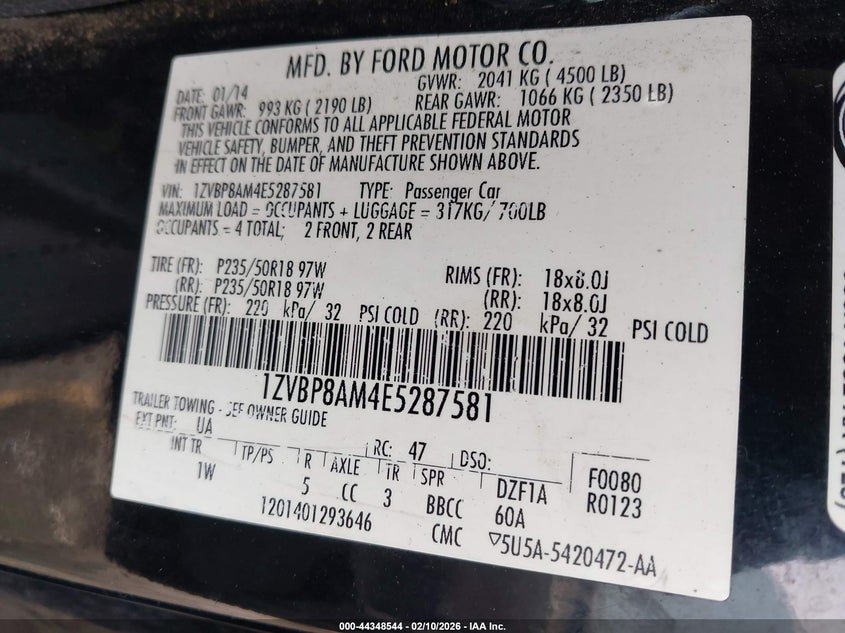 MFD. BY FORD MOTOR CO.
DATE: 01/14 GVWR: 2041 KG ( 4500 LB)
FRONT GAWR: 993 KG ( 2190 LB) REAR GAWR: 1066 KG ( 2350 LB)
THIS VEHICLE CONFORMS TO ALL APPLICABLE FEDERAL MOTOR
VEHICLE SAFETY, BUMPER, AND THEFT PREVENTION STANDARDS
IN EFFECT ON THE DATE OF MANUFACTURE SHOWN ABOVE.
VIN: 1ZVBP8AM4E5287581 TYPE: Passenger Car
MAXIMUM LOAD = OCCUPANTS + LUGGAGE = 317KG/ 700LB
OCCUPANTS = 4 TOTAL; 2 FRONT, 2 REAR
TIRE (FR): P235/50R18 97W RIMS (FR): 18x8.0J
(RR): P235/50R18 97W (RR): 18x8.0J
PRESSURE (FR): 220 kPa/ 32 PSI COLD (RR): 220 kPa/ 32 PSI COLD
1ZVBP8AM4E5287581
TRAILER TOWING - SEE OWNER GUIDE
EXT PNT: UA RC: 47 DSO: F0080
INT TR TP/PS R AXLE TR SPR DZF1A R0123
1W 5 CC 3 BBCC 60A
1201401293646 CMC 5U5A-5420472-AA
000-44348544 — 02/10/2026 — IAA Inc.